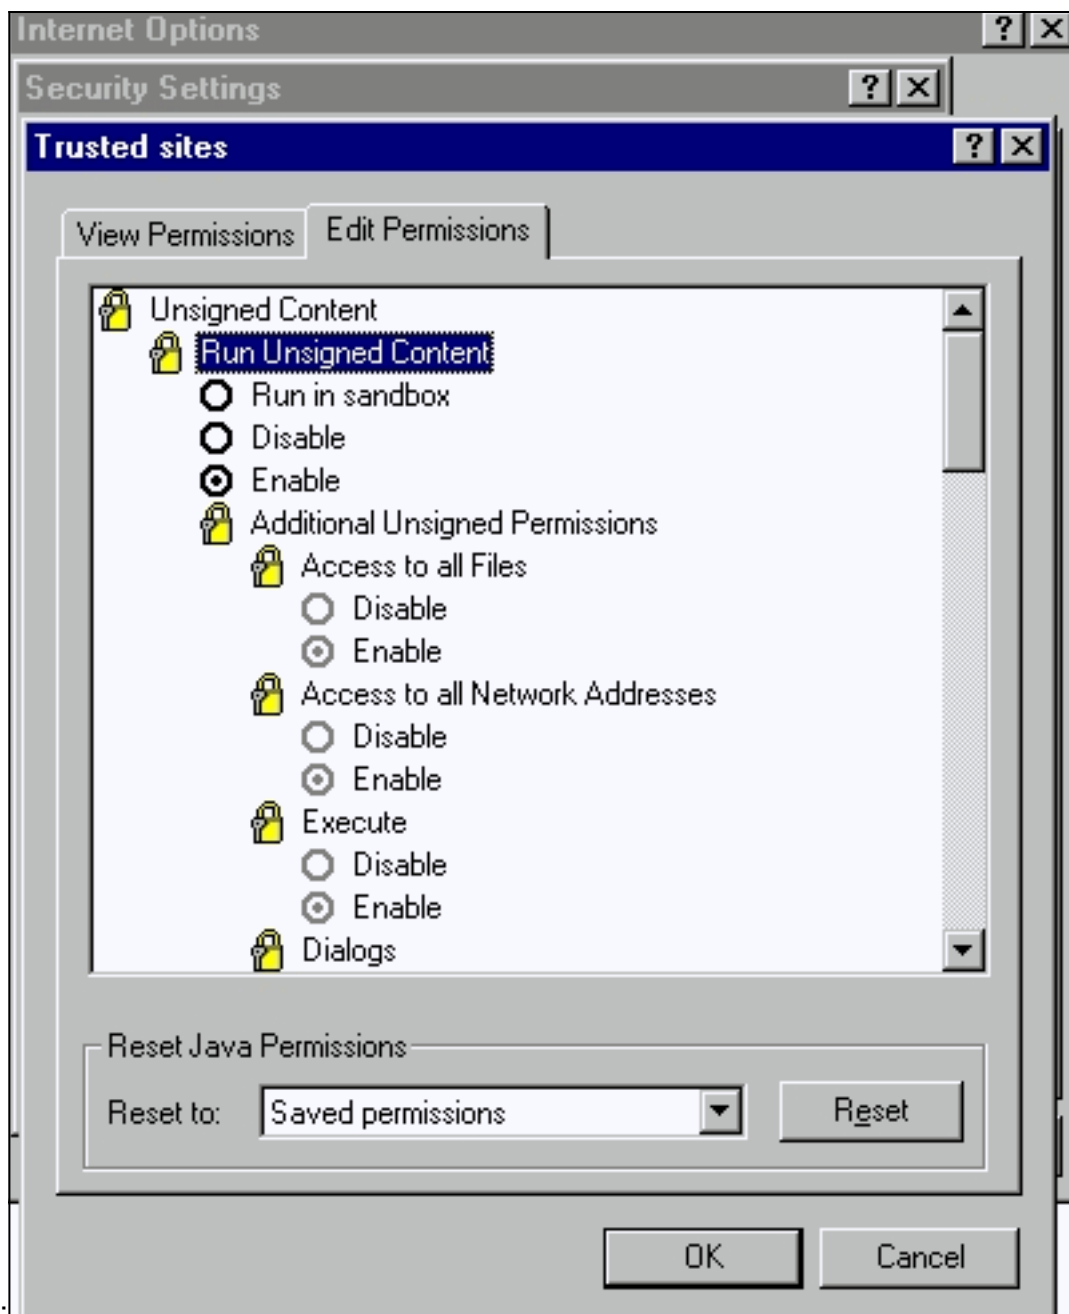 Internet Options
Security Settings
Trusted sites
View Permissions
Edit Permissions
Unsigned Content
Run Unsigned Content
Run in sandbox
Disable
Enable
Additional Unsigned Permissions
Access to all Files
Disable
Enable
Access to all Network Addresses
Disable
Enable
Execute
Disable
Enable
Dialogs
Reset Java Permissions
Reset to: Saved permissions Reset
OK Cancel
.